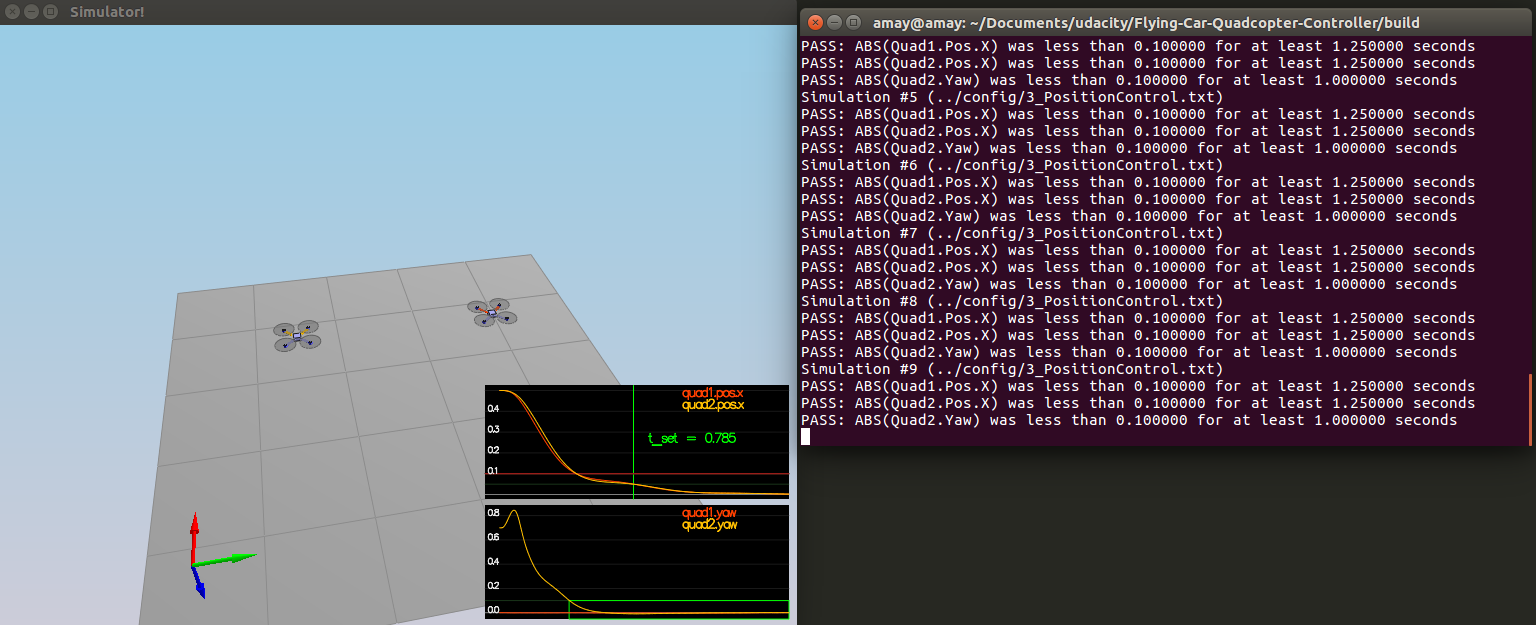 Simulator!
quad1.pos.x
quad2.pos.x
0.4
0.3
t_set = 0.785
0.2
0.1
quad1.yaw
0.8
quad2.yaw
0.6
0.4
0.2
0.0
amay@amay: ~/Documents/udacity/Flying-Car-Quadcopter-Controller/build
PASS: ABS(Quad1.Pos.X) was less than 0.100000 for at least 1.250000 seconds
PASS: ABS(Quad2.Pos.X) was less than 0.100000 for at least 1.250000 seconds
PASS: ABS(Quad2.Yaw) was less than 0.100000 for at least 1.000000 seconds
Simulation #5 (../config/3_PositionControl.txt)
PASS: ABS(Quad1.Pos.X) was less than 0.100000 for at least 1.250000 seconds
PASS: ABS(Quad2.Pos.X) was less than 0.100000 for at least 1.250000 seconds
PASS: ABS(Quad2.Yaw) was less than 0.100000 for at least 1.000000 seconds
Simulation #6 (../config/3_PositionControl.txt)
PASS: ABS(Quad1.Pos.X) was less than 0.100000 for at least 1.250000 seconds
PASS: ABS(Quad2.Pos.X) was less than 0.100000 for at least 1.250000 seconds
PASS: ABS(Quad2.Yaw) was less than 0.100000 for at least 1.000000 seconds
Simulation #7 (../config/3_PositionControl.txt)
PASS: ABS(Quad1.Pos.X) was less than 0.100000 for at least 1.250000 seconds
PASS: ABS(Quad2.Pos.X) was less than 0.100000 for at least 1.250000 seconds
PASS: ABS(Quad2.Yaw) was less than 0.100000 for at least 1.000000 seconds
Simulation #8 (../config/3_PositionControl.txt)
PASS: ABS(Quad1.Pos.X) was less than 0.100000 for at least 1.250000 seconds
PASS: ABS(Quad2.Pos.X) was less than 0.100000 for at least 1.250000 seconds
PASS: ABS(Quad2.Yaw) was less than 0.100000 for at least 1.000000 seconds
Simulation #9 (../config/3_PositionControl.txt)
PASS: ABS(Quad1.Pos.X) was less than 0.100000 for at least 1.250000 seconds
PASS: ABS(Quad2.Pos.X) was less than 0.100000 for at least 1.250000 seconds
PASS: ABS(Quad2.Yaw) was less than 0.100000 for at least 1.000000 seconds